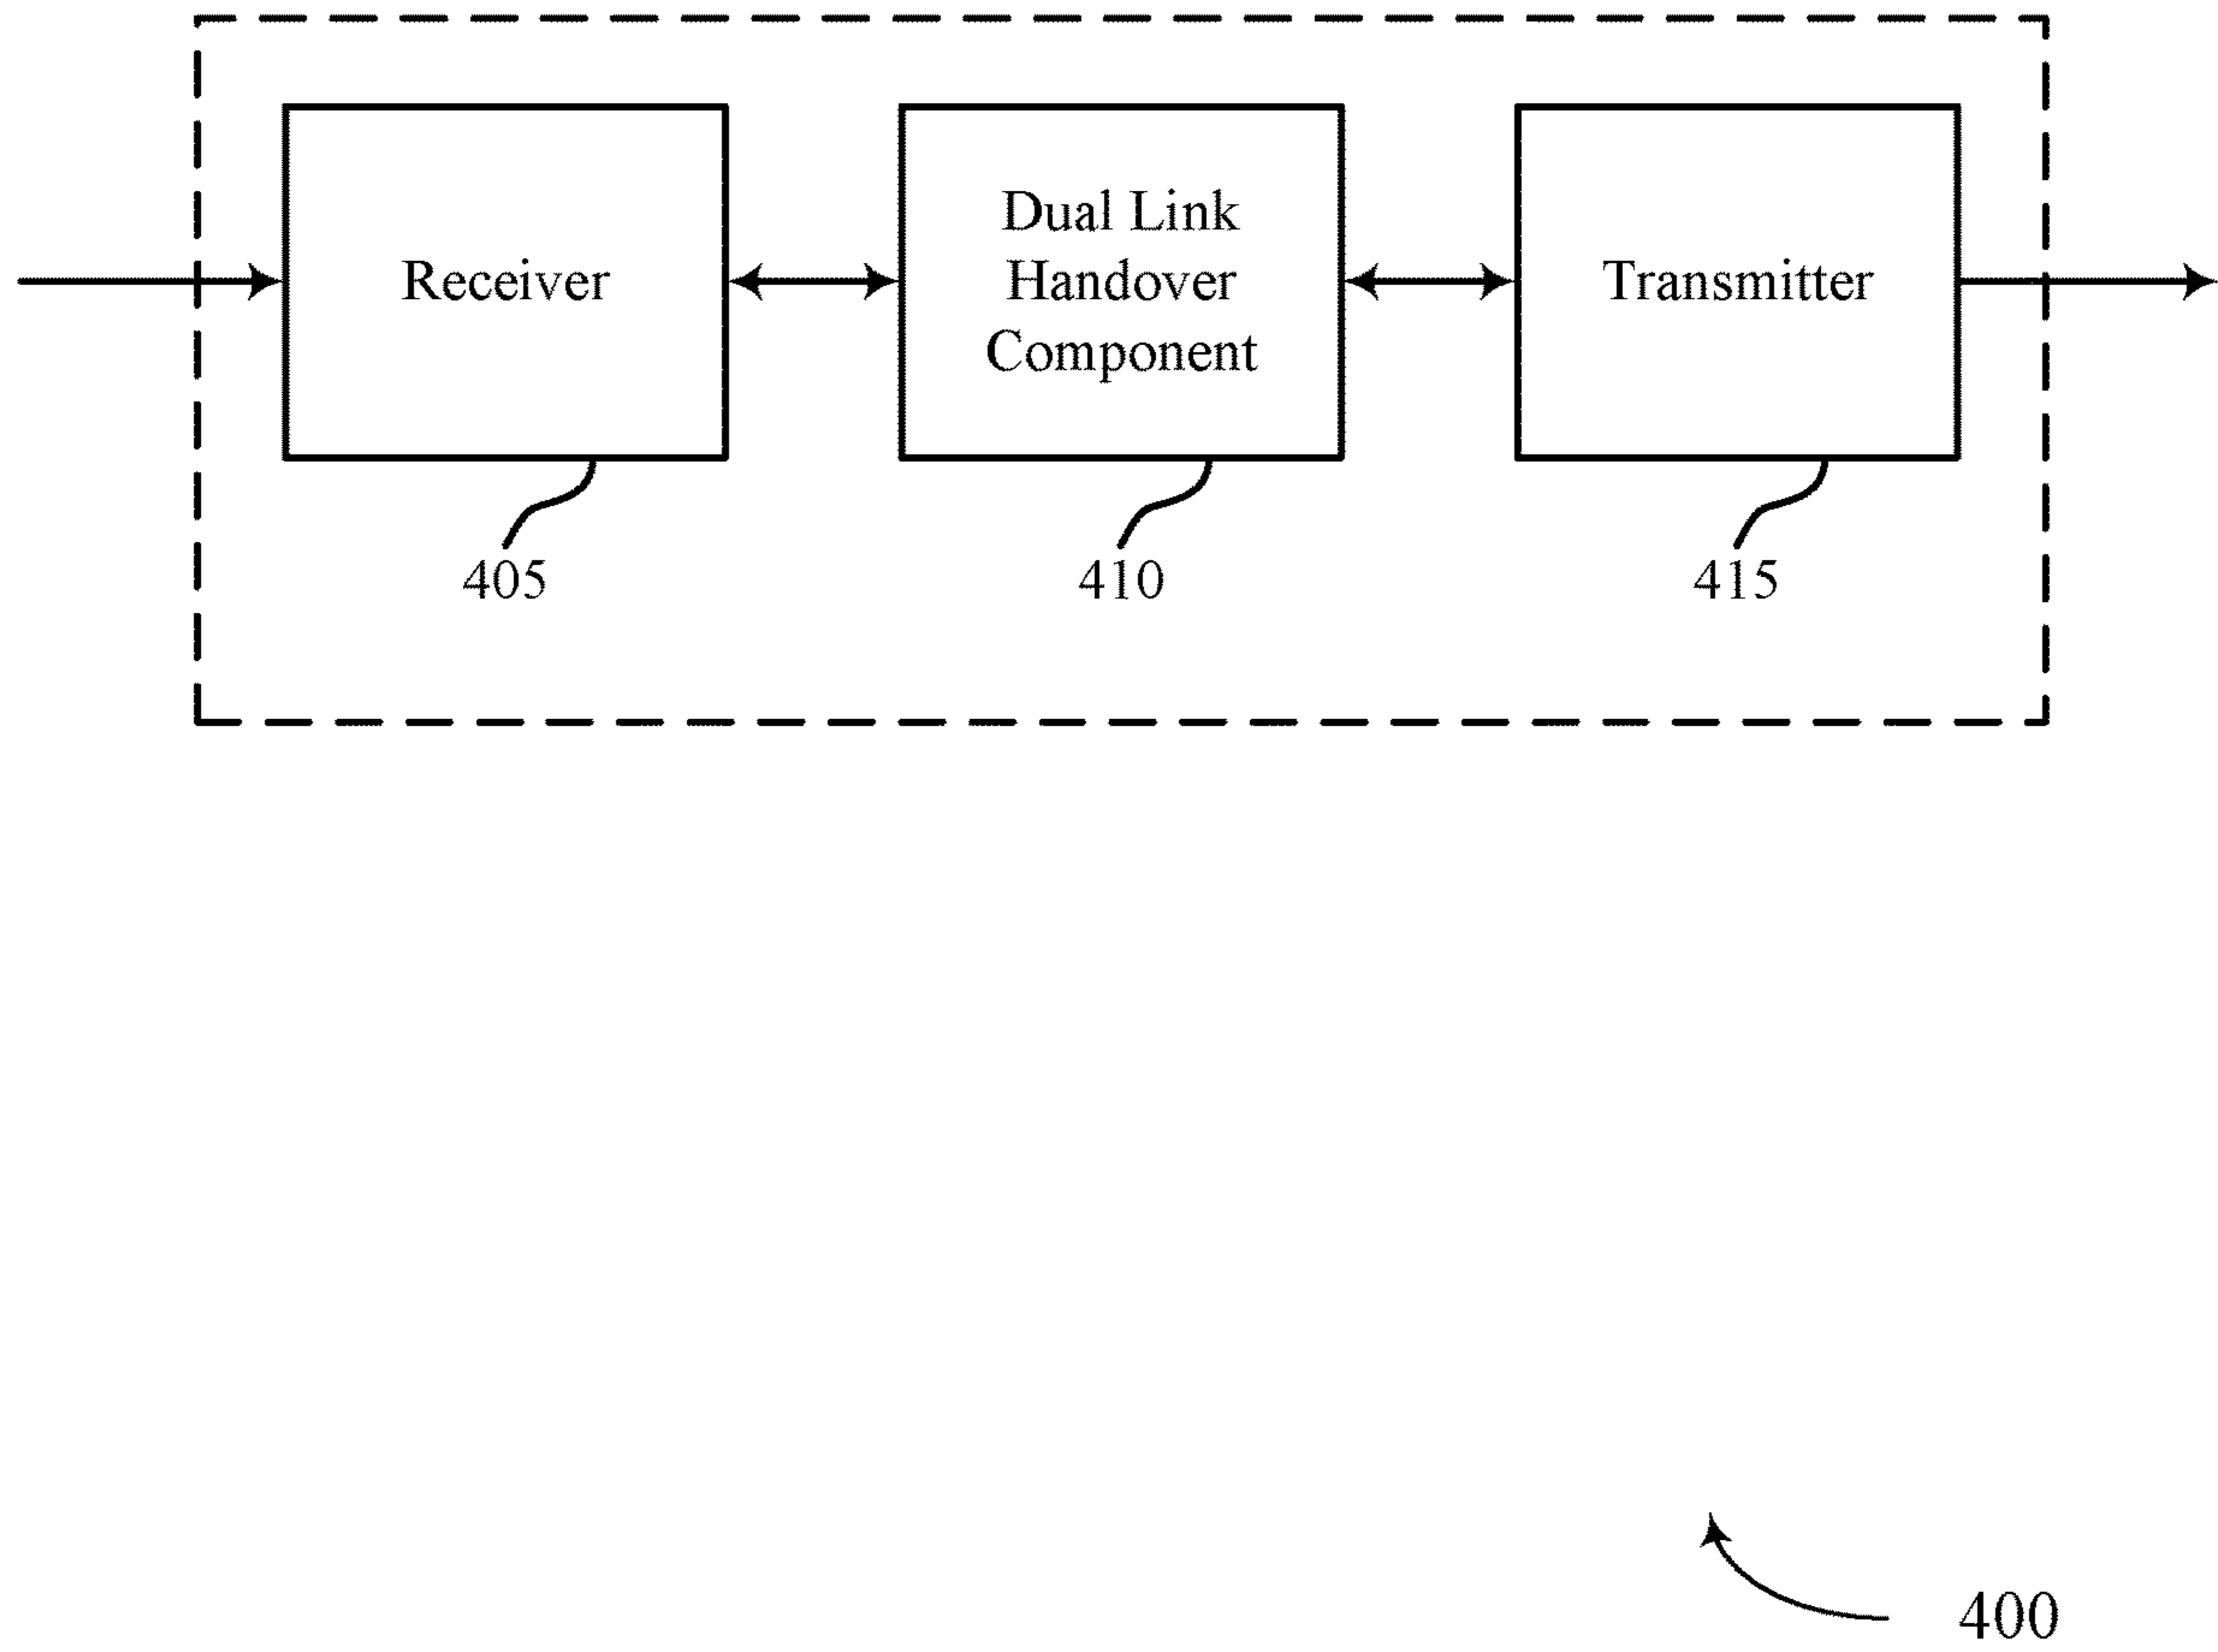 Receiver
Dual Link
Handover
Component
Transmitter
405
410
415
400